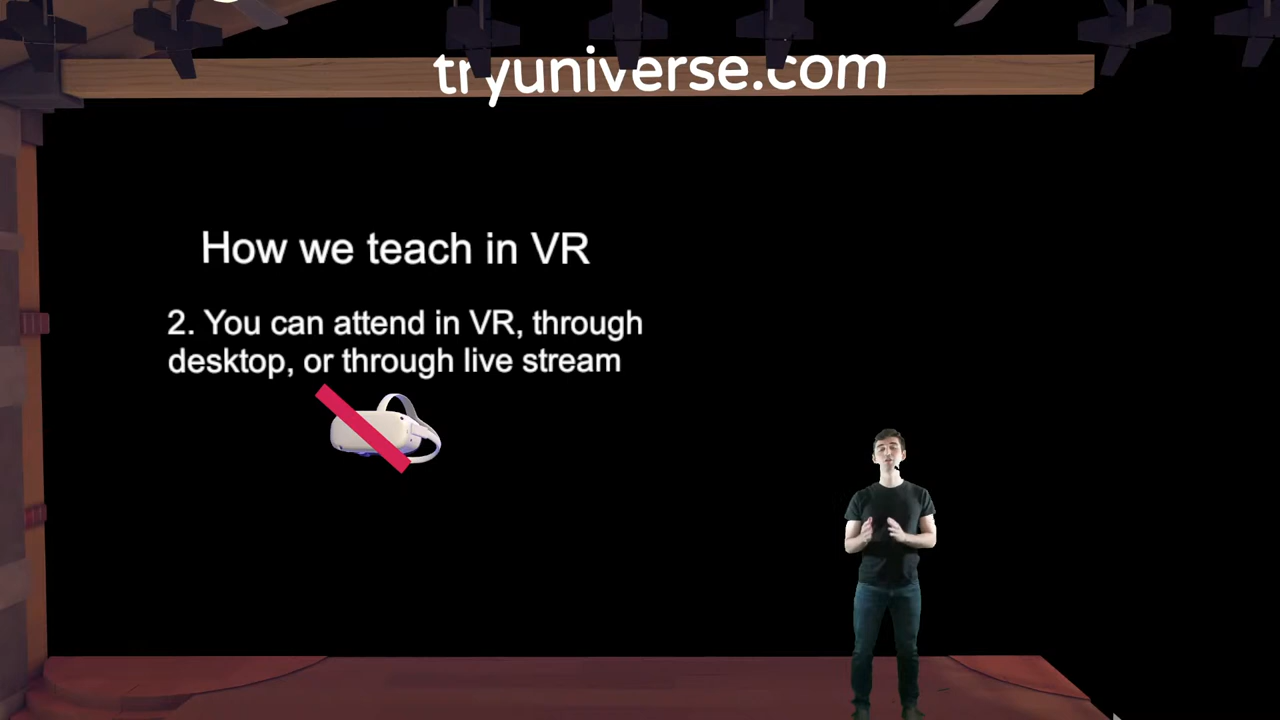 tryuniverse.com
How we teach in VR
2. You can attend in VR, through
desktop, or through live stream